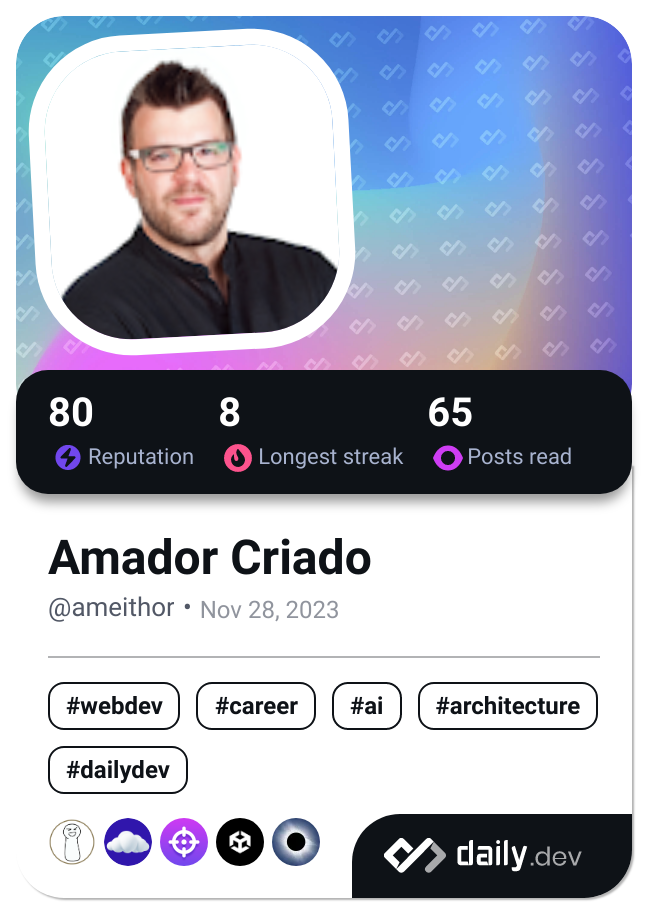 80 8 65
Reputation Longest streak Posts read
Amador Criado
@ameithor • Nov 28, 2023
#webdev #career #ai #architecture
#dailydev
daily.dev